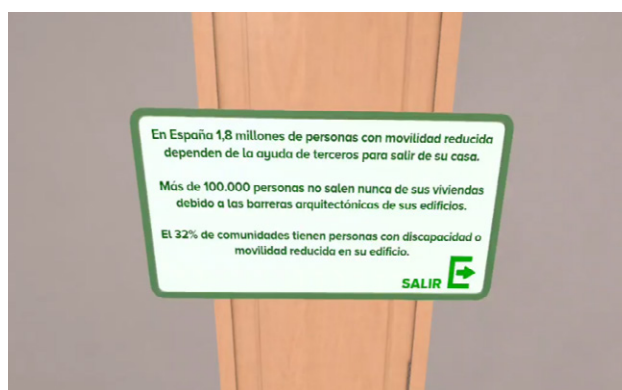 En España 1,8 millones de personas con movilidad reducida
dependen de la ayuda de terceros para salir de su casa.
Más de 100.000 personas no salen nunca de sus viviendas
debido a las barreras arquitectónicas de sus edificios.
El 32% de comunidades tienen personas con discapacidad o
movilidad reducida en su edificio.
SALIR